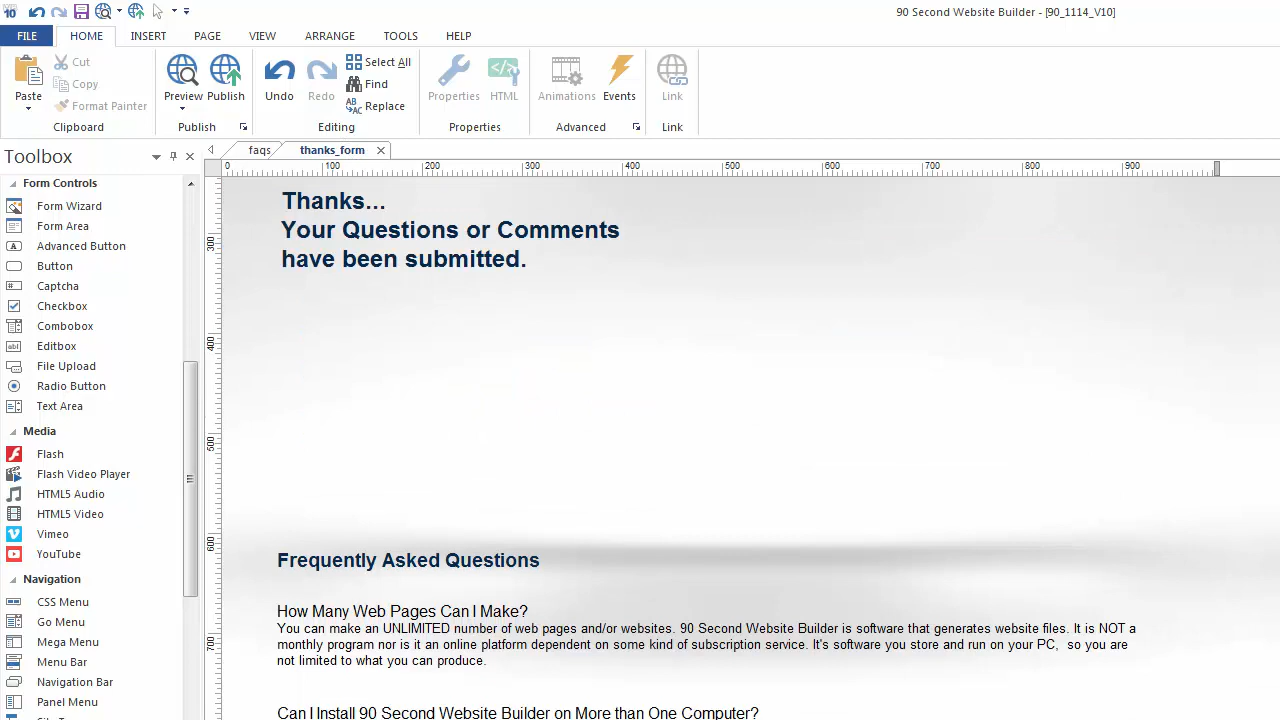 90 Second Website Builder - [90_1114_V10]
FILE HOME INSERT PAGE VIEW ARRANGE TOOLS HELP
Paste
Cut
Copy
Format Painter
Clipboard
Preview Publish
Publish
Undo Redo
Select All
Find
Replace
Editing
Properties HTML
Properties
Animations Events
Advanced
Link
Link
Toolbox
faqs thanks_form
0 100 200 300 400 500 600 700 800 900
300
400
500
600
700
Form Controls
Form Wizard
Form Area
Advanced Button
Button
Captcha
Checkbox
Combobox
Editbox
File Upload
Radio Button
Text Area
Media
Flash
Flash Video Player
HTML5 Audio
HTML5 Video
Vimeo
YouTube
Navigation
CSS Menu
Go Menu
Mega Menu
Menu Bar
Navigation Bar
Panel Menu
Thanks...
Your Questions or Comments
have been submitted.
Frequently Asked Questions
How Many Web Pages Can I Make?
You can make an UNLIMITED number of web pages and/or websites. 90 Second Website Builder is software that generates website files. It is NOT a
monthly program nor is it an online platform dependent on some kind of subscription service. It's software you store and run on your PC, so you are
not limited to what you can produce.
Can I Install 90 Second Website Builder on More than One Computer?